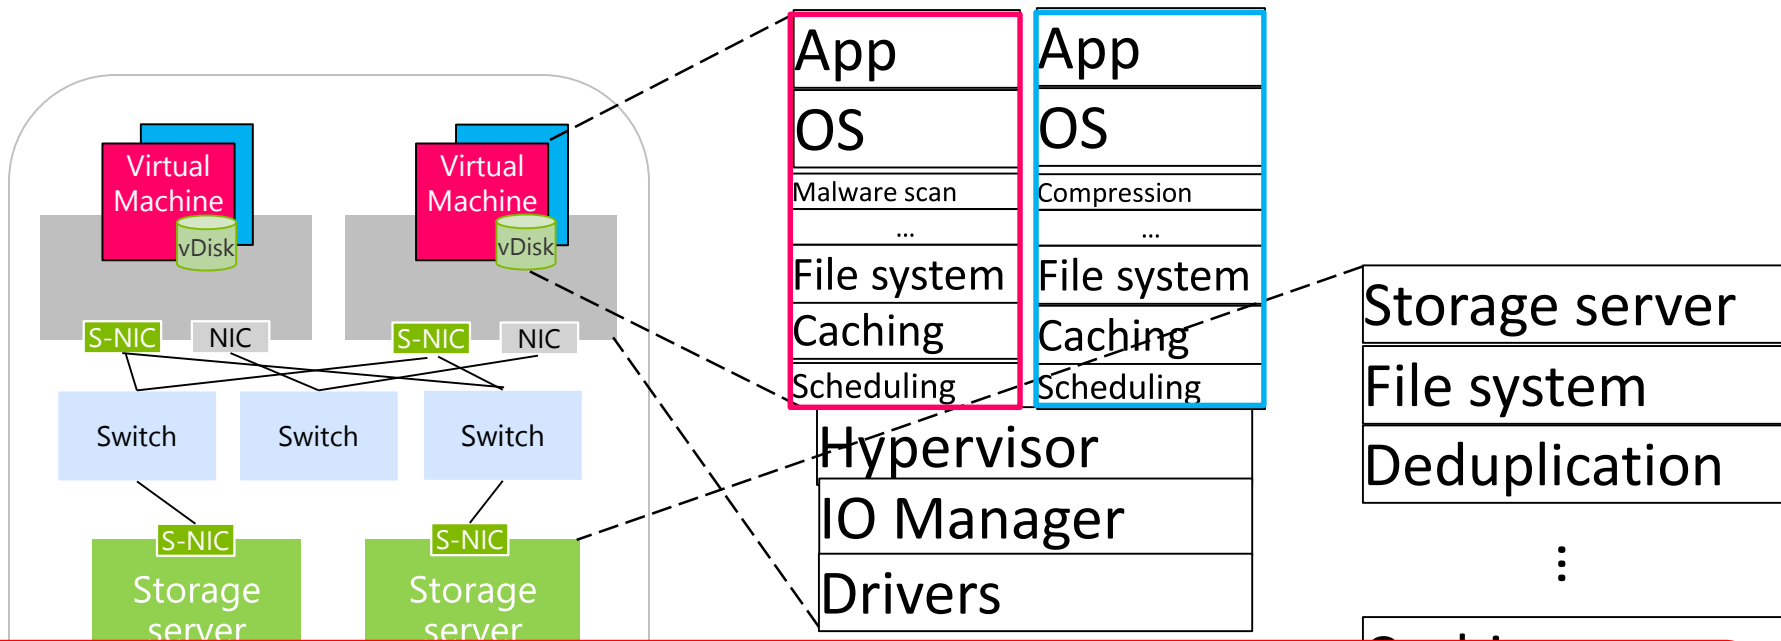 Virtual
Machine
vDisk
Virtual
Machine
vDisk
S-NIC
NIC
S-NIC
NIC
Switch
Switch
Switch
S-NIC
S-NIC
Storage
server
Storage
server
App
OS
Malware scan
...
File system
Caching
Scheduling
App
OS
Compression
...
File system
Caching
Scheduling
Hypervisor
IO Manager
Drivers
Storage server
File system
Deduplication
⋮